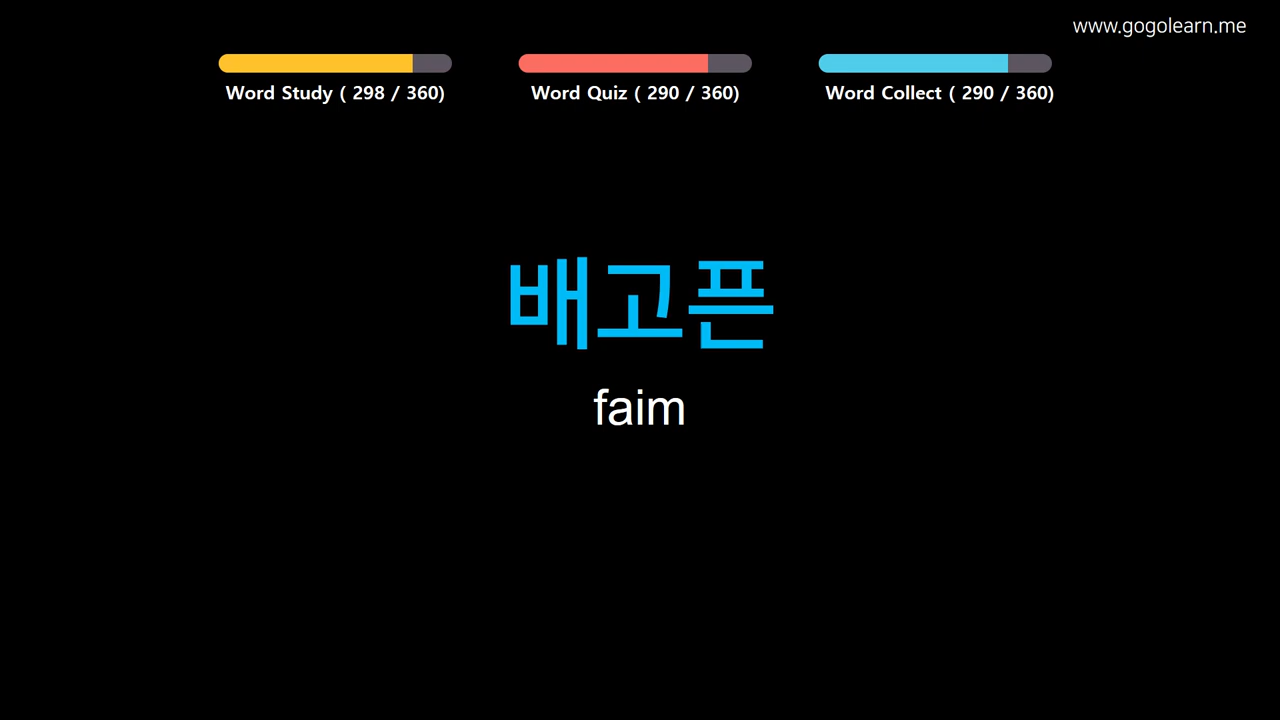 www.gogolearn.me
Word Study ( 298 / 360)
Word Quiz ( 290 / 360)
Word Collect ( 290 / 360)
배고픈
faim